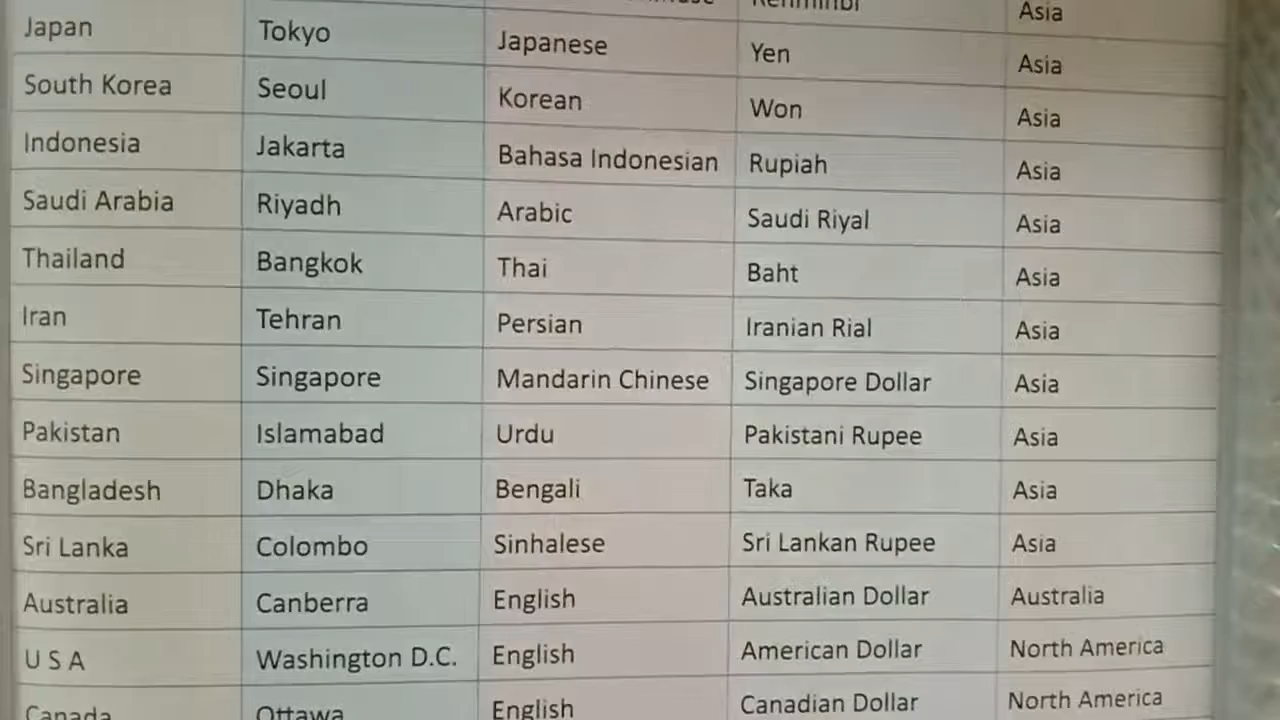 Renminbi Asia
Japan Tokyo Japanese Yen Asia
South Korea Seoul Korean Won Asia
Indonesia Jakarta Bahasa Indonesian Rupiah Asia
Saudi Arabia Riyadh Arabic Saudi Riyal Asia
Thailand Bangkok Thai Baht Asia
Iran Tehran Persian Iranian Rial Asia
Singapore Singapore Mandarin Chinese Singapore Dollar Asia
Pakistan Islamabad Urdu Pakistani Rupee Asia
Bangladesh Dhaka Bengali Taka Asia
Sri Lanka Colombo Sinhalese Sri Lankan Rupee Asia
Australia Canberra English Australian Dollar Australia
U S A Washington D.C. English American Dollar North America
Canada Ottawa English Canadian Dollar North America